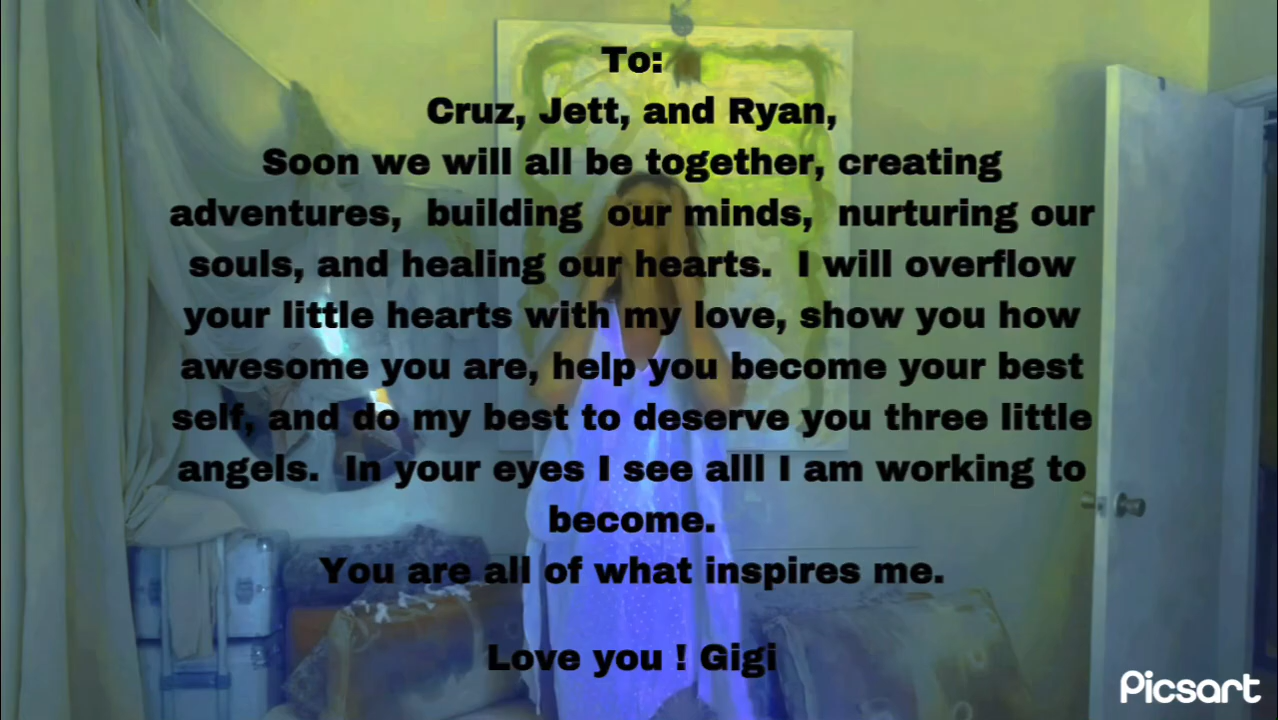 To:
Cruz, Jett, and Ryan,
Soon we will all be together, creating
adventures,  building  our minds,  nurturing our
souls, and healing our hearts.  I will overflow
your little hearts with my love, show you how
awesome you are, help you become your best
self, and do my best to deserve you three little
angels.  In your eyes I see alll I am working to
become.
You are all of what inspires me.
Love you ! Gigi
Picsart